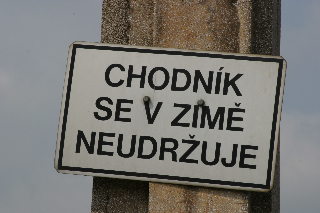 CHODNÍK
SE V ZIMĚ
NEUDRŽUJE